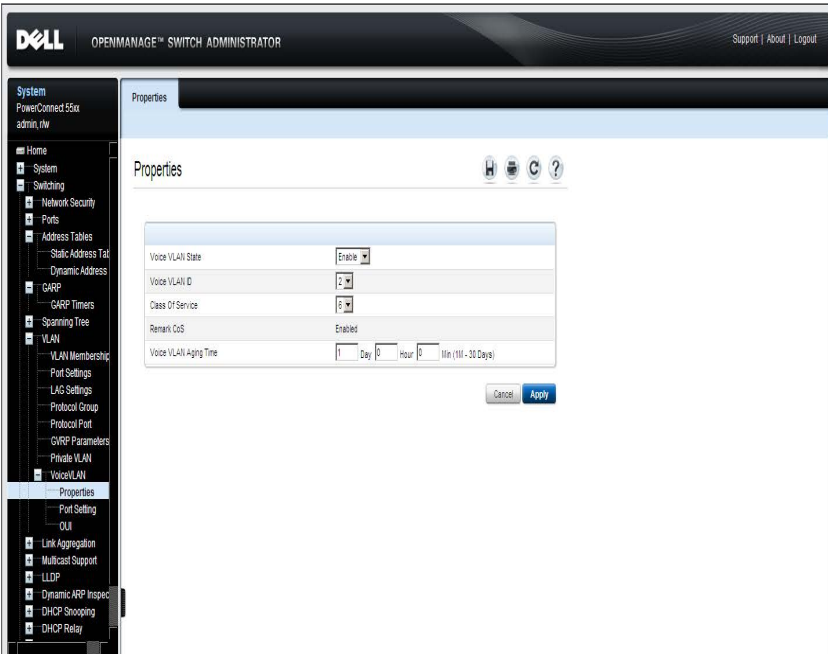 DELL OPENMANAGE™ SWITCH ADMINISTRATOR Support | About | Logout
System
PowerConnect 55xx
admin, r/w
Properties
Home
System
Switching
Network Security
Ports
Address Tables
Static Address Tab
Dynamic Address
GARP
GARP Timers
Spanning Tree
VLAN
VLAN Membership
Port Settings
LAG Settings
Protocol Group
Protocol Port
GVRP Parameters
Private VLAN
VoiceVLAN
Properties
Port Setting
OUI
Link Aggregation
Multicast Support
LLDP
Dynamic ARP Inspec
DHCP Snooping
DHCP Relay
Properties
Voice VLAN State Enable
Voice VLAN ID 2
Class Of Service 6
Remark CoS Enabled
Voice VLAN Aging Time 1 Day 0 Hour 0 Min (1M - 30 Days)
Cancel Apply